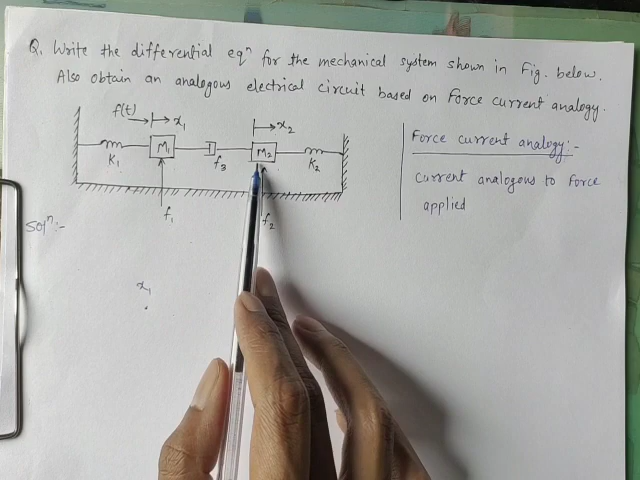 Q. Write the differential eqⁿ for the mechanical system shown in Fig. below.
Also obtain an analogous electrical circuit based on Force current analogy.
f(t) x₁ x₂
K₁ M₁ f₃ M₂ K₂
f₁ f₂
Force current analogy:-
Current analogous to Force
applied
Solⁿ:-
x₁